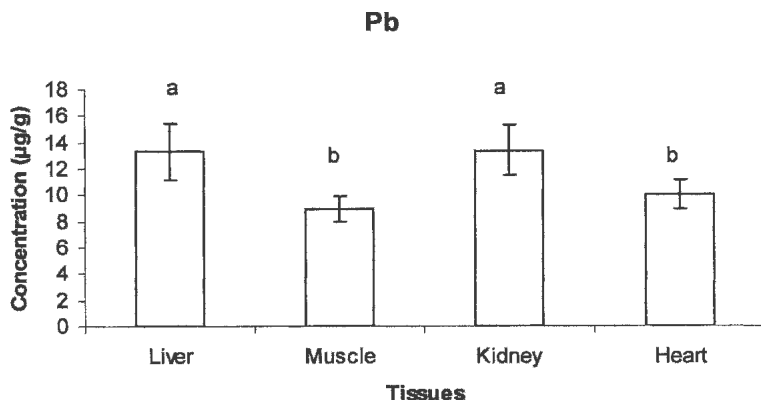 Pb
Concentration (µg/g)
18
16
14
12
10
8
6
4
2
0
a
b
a
b
Liver Muscle Kidney Heart
Tissues